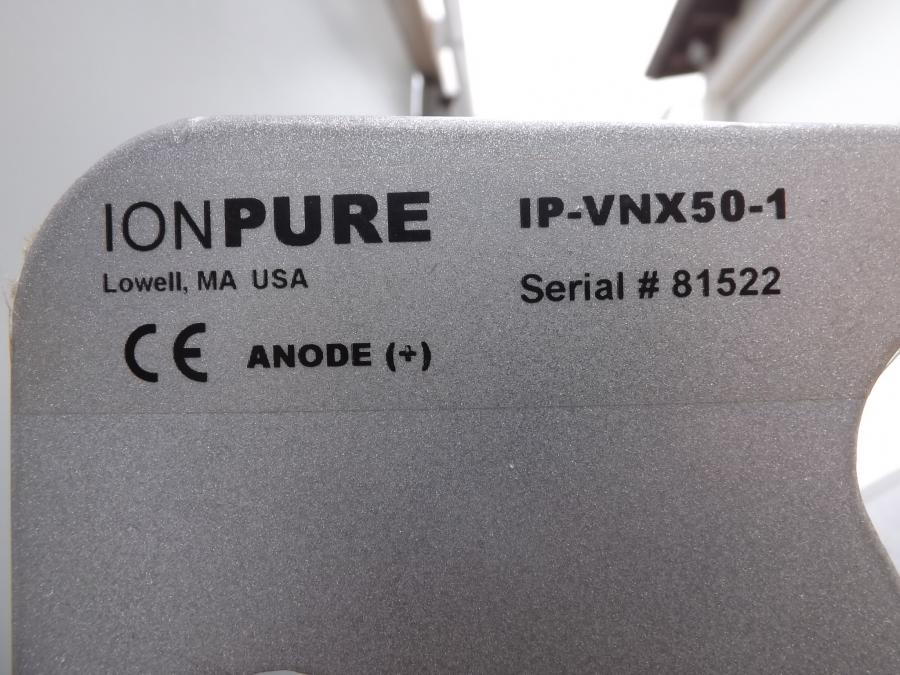 IONPURE
Lowell, MA USA
CE ANODE (+)
IP-VNX50-1
Serial # 81522